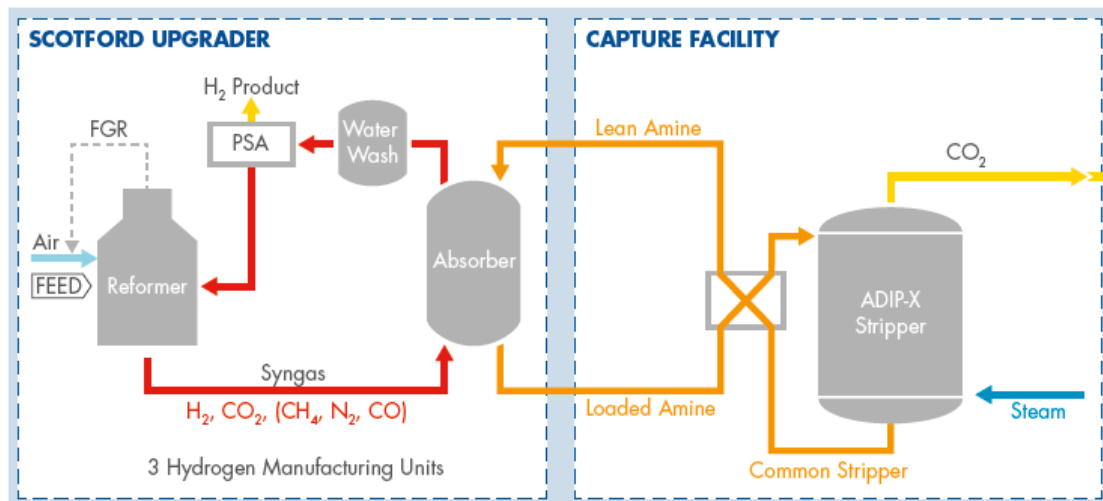 SCOTFORD UPGRADER
CAPTURE FACILITY
H₂ Product
FGR
PSA
Water
Wash
Lean Amine
CO₂
Air
FEED
Reformer
Absorber
ADIP-X
Stripper
Syngas
H₂, CO₂, (CH₄, N₂, CO)
Loaded Amine
Steam
3 Hydrogen Manufacturing Units
Common Stripper